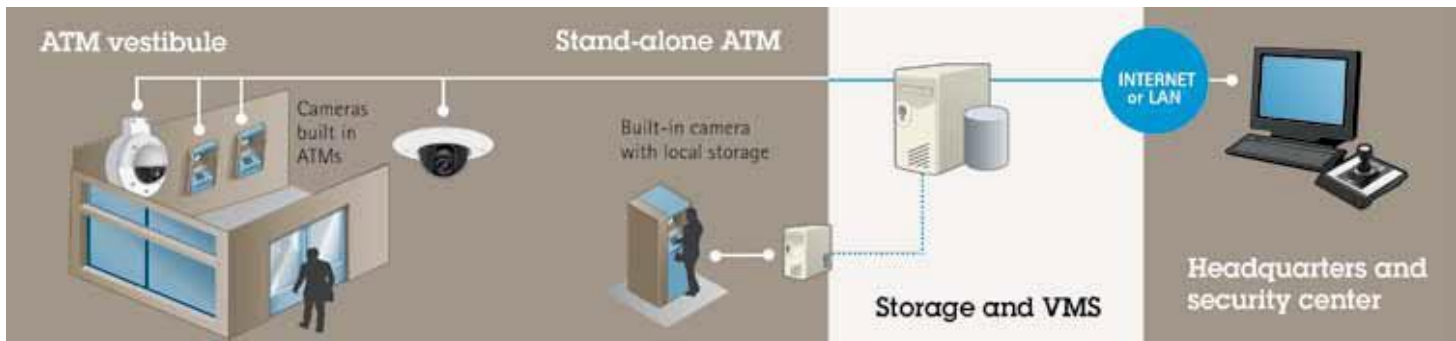 ATM vestibule
Stand-alone ATM
Cameras
built in
ATMs
Built-in camera
with local storage
INTERNET
or LAN
Storage and VMS
Headquarters and
security center